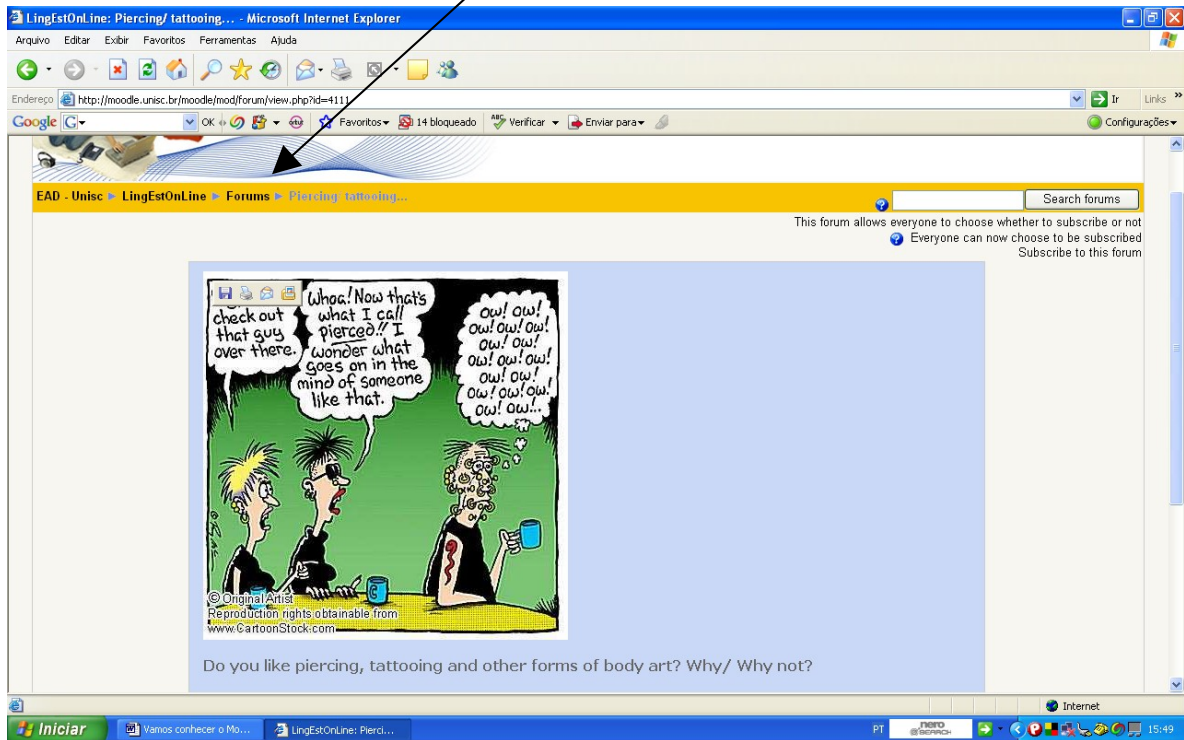 LingEstOnLine: Piercing/ tattooing... - Microsoft Internet Explorer
Arquivo Editar Exibir Favoritos Ferramentas Ajuda
Endereço http://moodle.unisc.br/moodle/mod/forum/view.php?id=4111 Ir Links »
Google G OK Favoritos 14 bloqueado ABC Verificar Enviar para Configurações
EAD - Unisc ► LingEstOnLine ► Forums ► Piercing/ tattooing... Search forums
This forum allows everyone to choose whether to subscribe or not
Everyone can now choose to be subscribed
Subscribe to this forum
check out
that guy
over there.
Whoa! Now that's
what I call
pierced!! I
wonder what
goes on in the
mind of someone
like that.
ow! ow!
ow! ow! ow!
ow! ow!
ow! ow! ow!
ow! ow!
ow! ow! ow!
ow! ow...
C
© Original Artist
Reproduction rights obtainable from
www.CartoonStock.com
Do you like piercing, tattooing and other forms of body art? Why/ Why not?
Internet
Iniciar Vamos conhecer o Mo... LingEstOnLine: Pierci... PT nero SEARCH 15:49